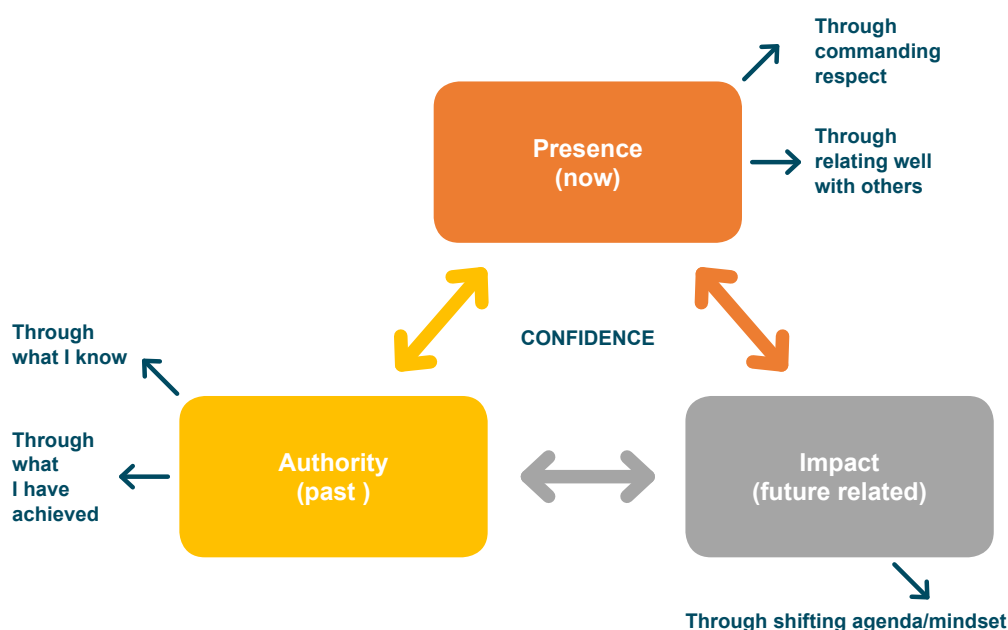 Through
commanding
respect
Presence
(now)
Through
relating well
with others
CONFIDENCE
Through
what I know
Through
what
I have
achieved
Authority
(past )
Impact
(future related)
Through shifting agenda/mindset